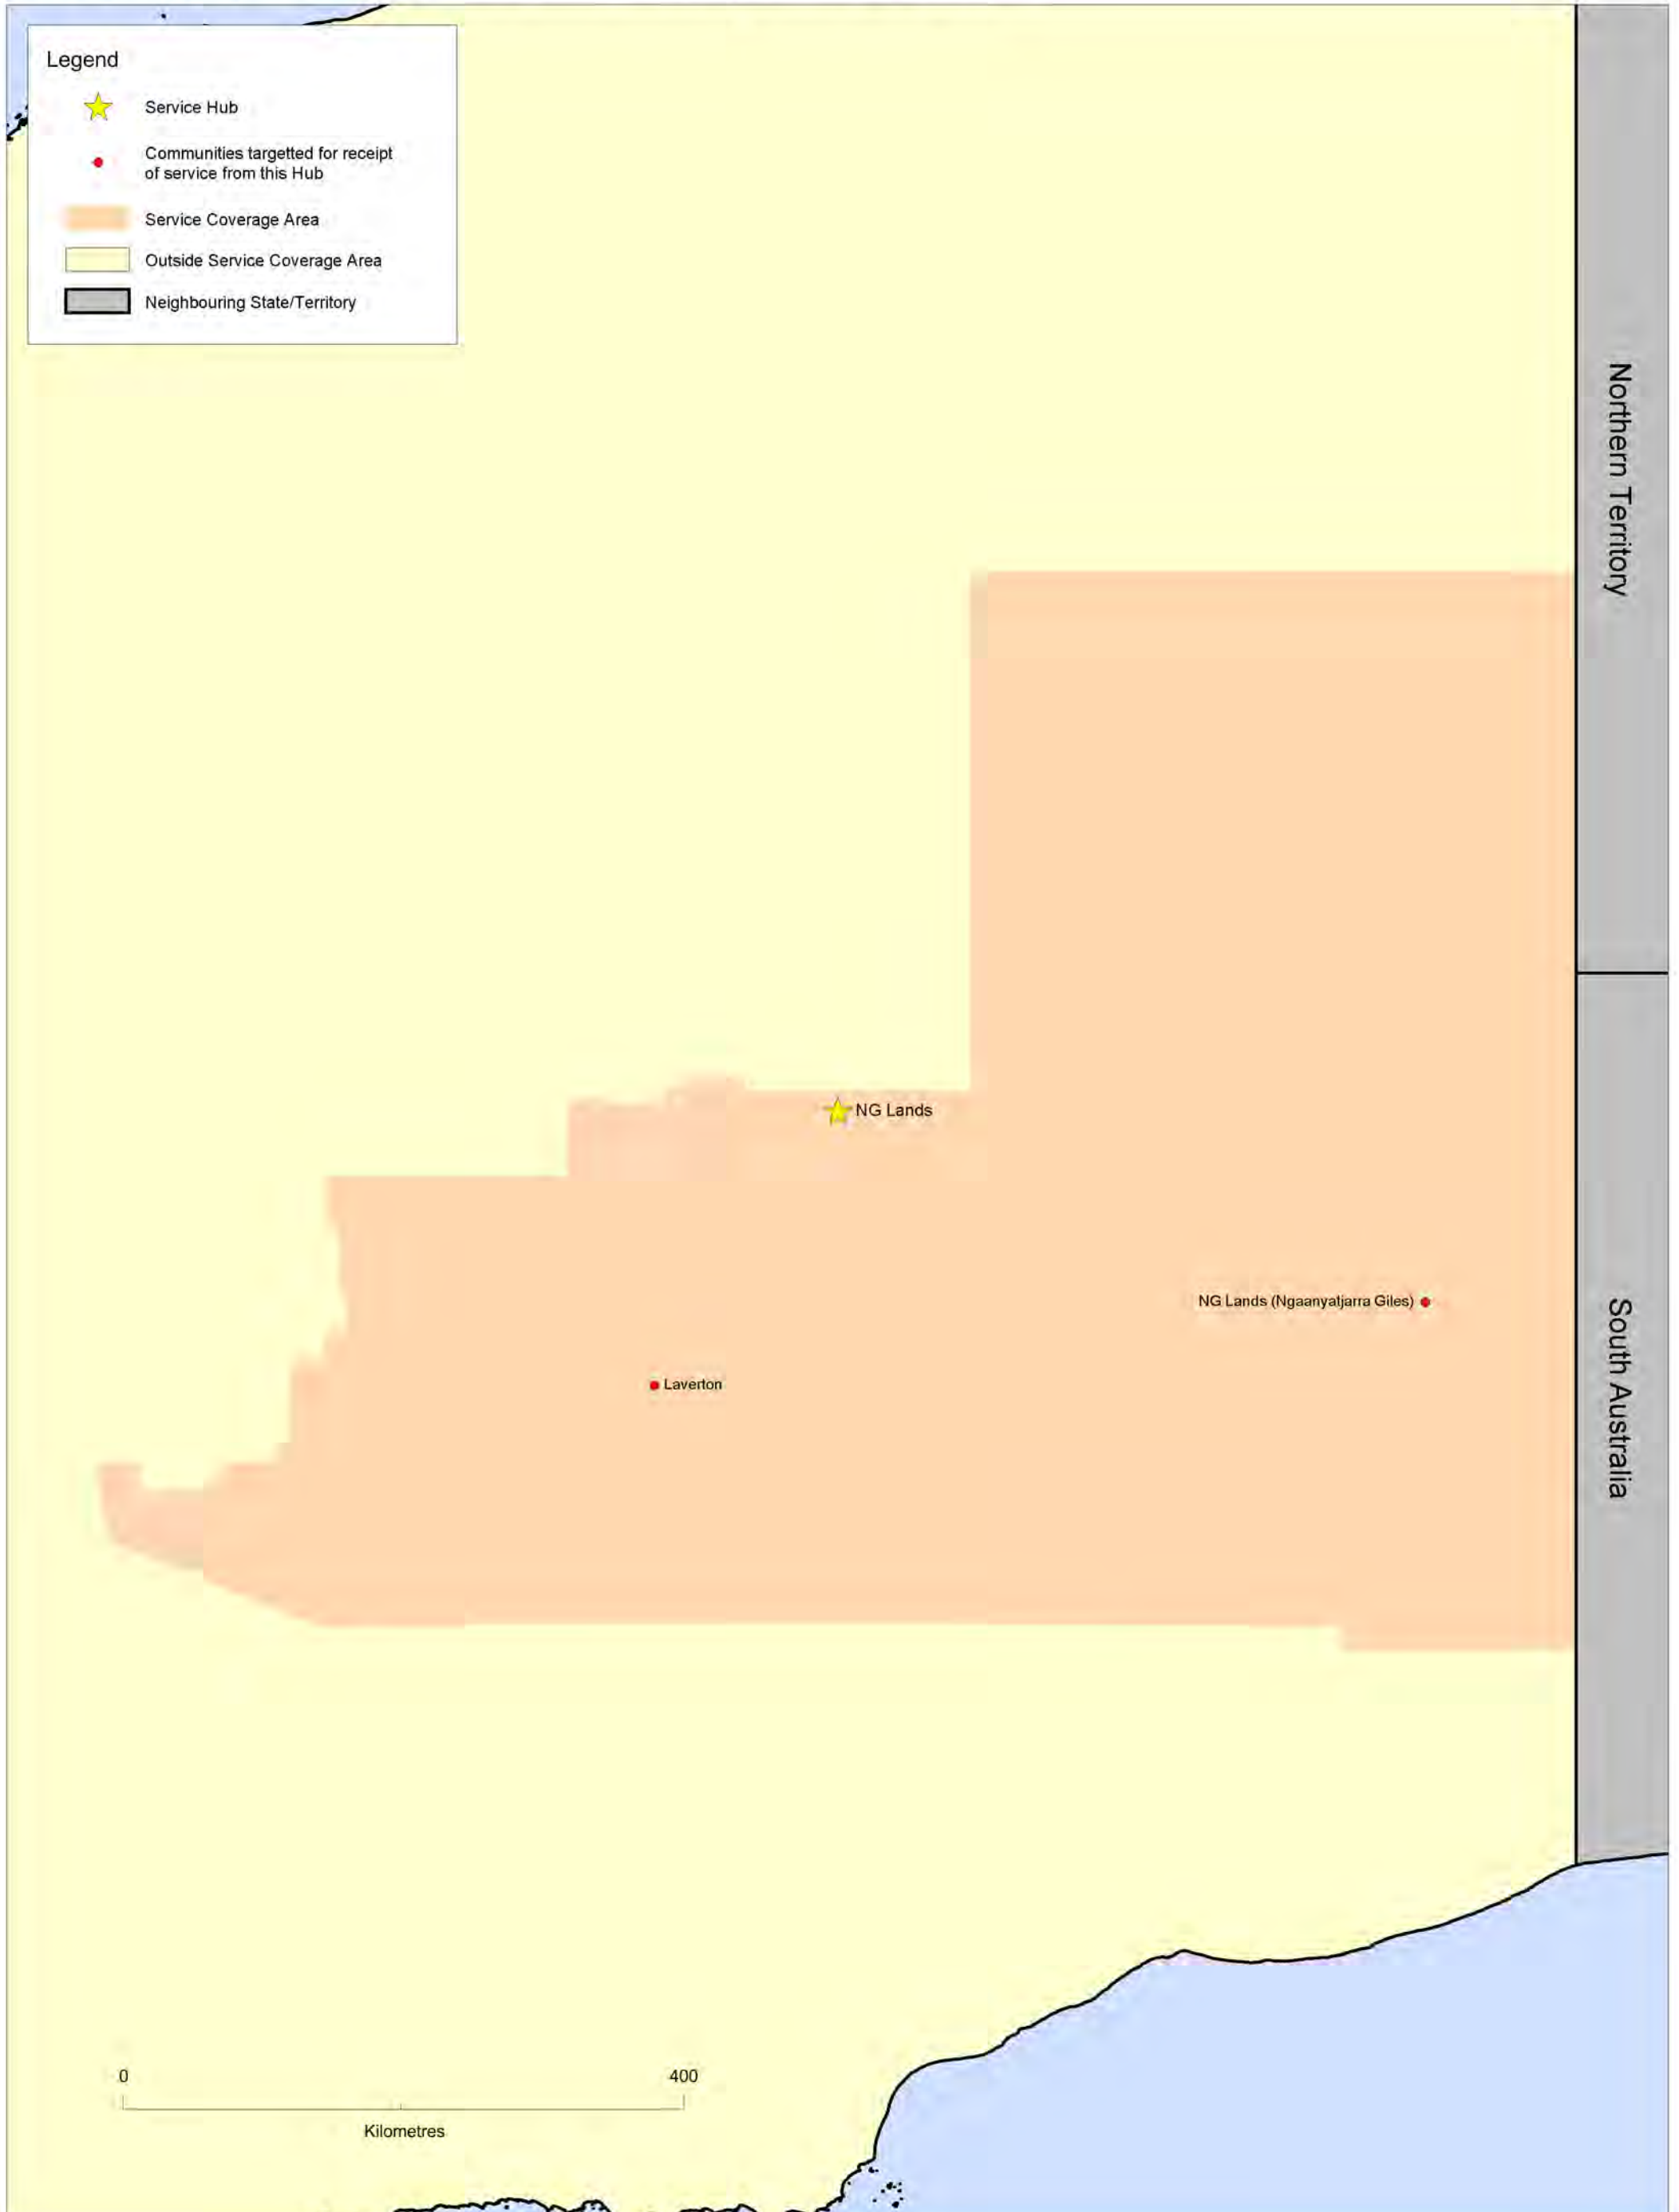 Legend
Service Hub
Communities targetted for receipt
of service from this Hub
Service Coverage Area
Outside Service Coverage Area
Neighbouring State/Territory
Northern Territory
NG Lands
NG Lands (Ngaanyatjarra Giles)
South Australia
Laverton
0 400
Kilometres